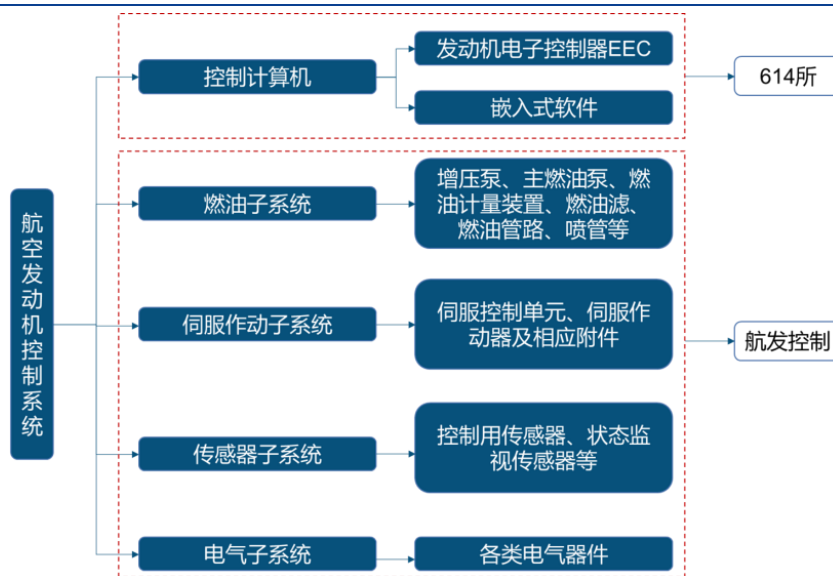 航空发动机控制系统
控制计算机
发动机电子控制器EEC
嵌入式软件
614所
燃油子系统
增压泵、主燃油泵、燃
油计量装置、燃油滤、
燃油管路、喷管等
伺服作动子系统
伺服控制单元、伺服作
动器及相应附件
航发控制
传感器子系统
控制用传感器、状态监
视传感器等
电气子系统
各类电气器件